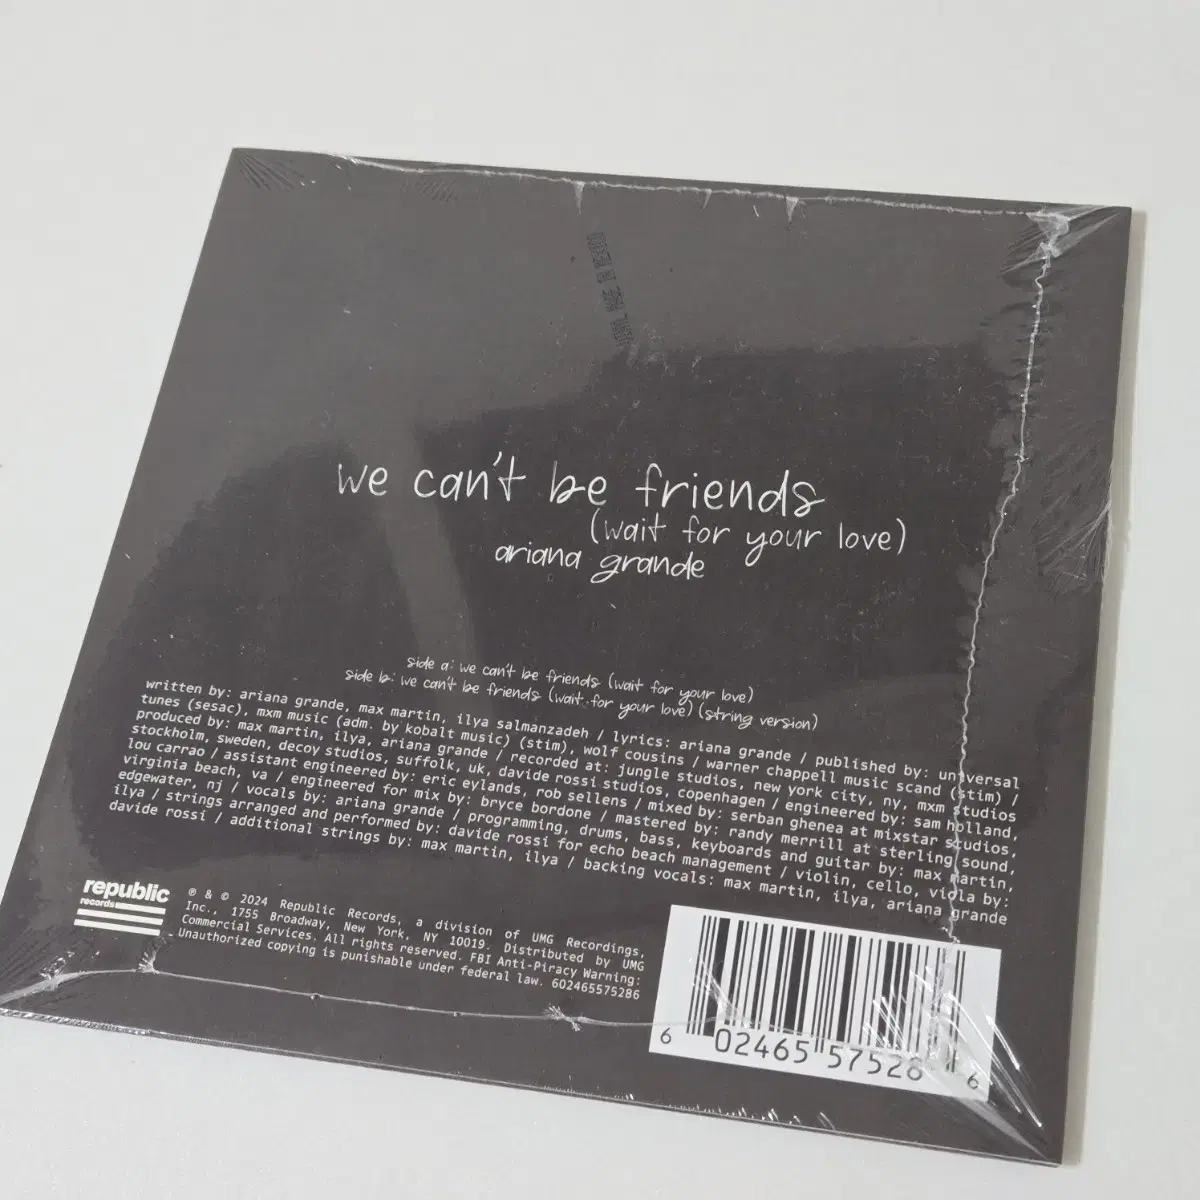 we can't be friends
(wait for your love)
ariana grande
side a: we can't be friends (wait for your love)
side b: we can't be friends (wait for your love) (string version)
written by: ariana grande, max martin, ilya salmanzadeh / lyrics: ariana grande / published by: universal
tunes (sesac), mxm music (adm. by kobalt music) (stim), wolf cousins / warner chappell music scand (stim) /
produced by: max martin, ilya, ariana grande / recorded at: jungle studios, new york city, ny, mxm studios
stockholm, sweden, decoy studios, suffolk, uk, davide rossi studios, copenhagen / engineered by: sam holland,
lou carrao / assistant engineered by: eric eylands, rob sellens / mixed by: serban ghenea at mixstar studios,
virginia beach, va / engineered for mix by: bryce bordone / mastered by: randy merrill at sterling sound,
edgewater, nj / vocals by: ariana grande / programming, drums, bass, keyboards and guitar by: max martin,
ilya / strings arranged and performed by: davide rossi for echo beach management / violin, cello, viola by:
davide rossi / additional strings by: max martin, ilya / backing vocals: max martin, ilya, ariana grande
republic
records
℗ & © 2024 Republic Records, a division of UMG Recordings,
Inc., 1755 Broadway, New York, NY 10019. Distributed by UMG
Commercial Services. All rights reserved. FBI Anti-Piracy Warning:
Unauthorized copying is punishable under federal law. 602465575286
6 02465 57528 6